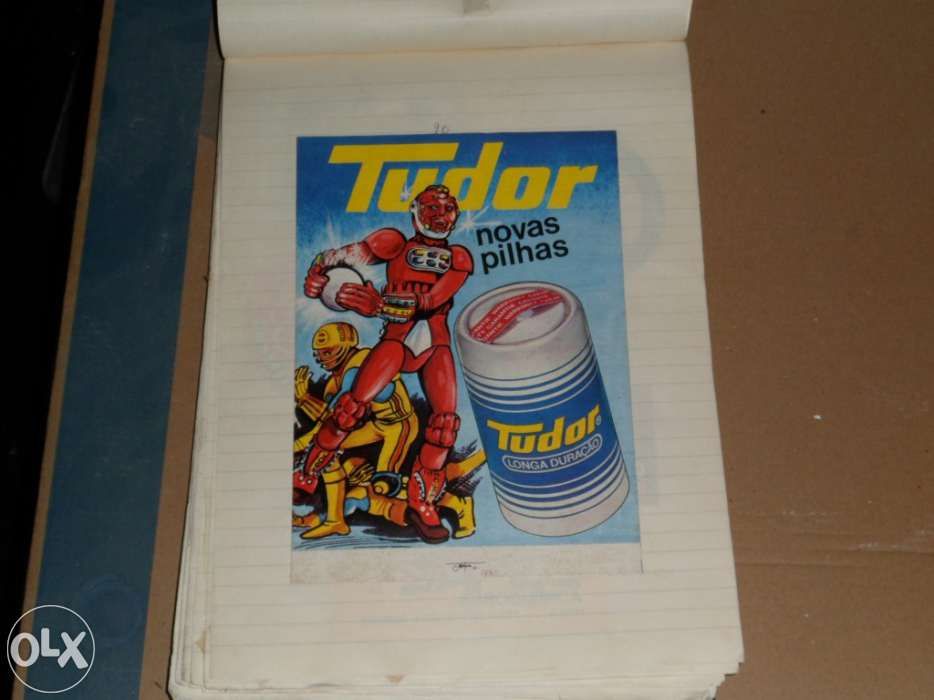 Tudor
novas
pilhas
Tudor
LONGA DURAÇÃO
OLX